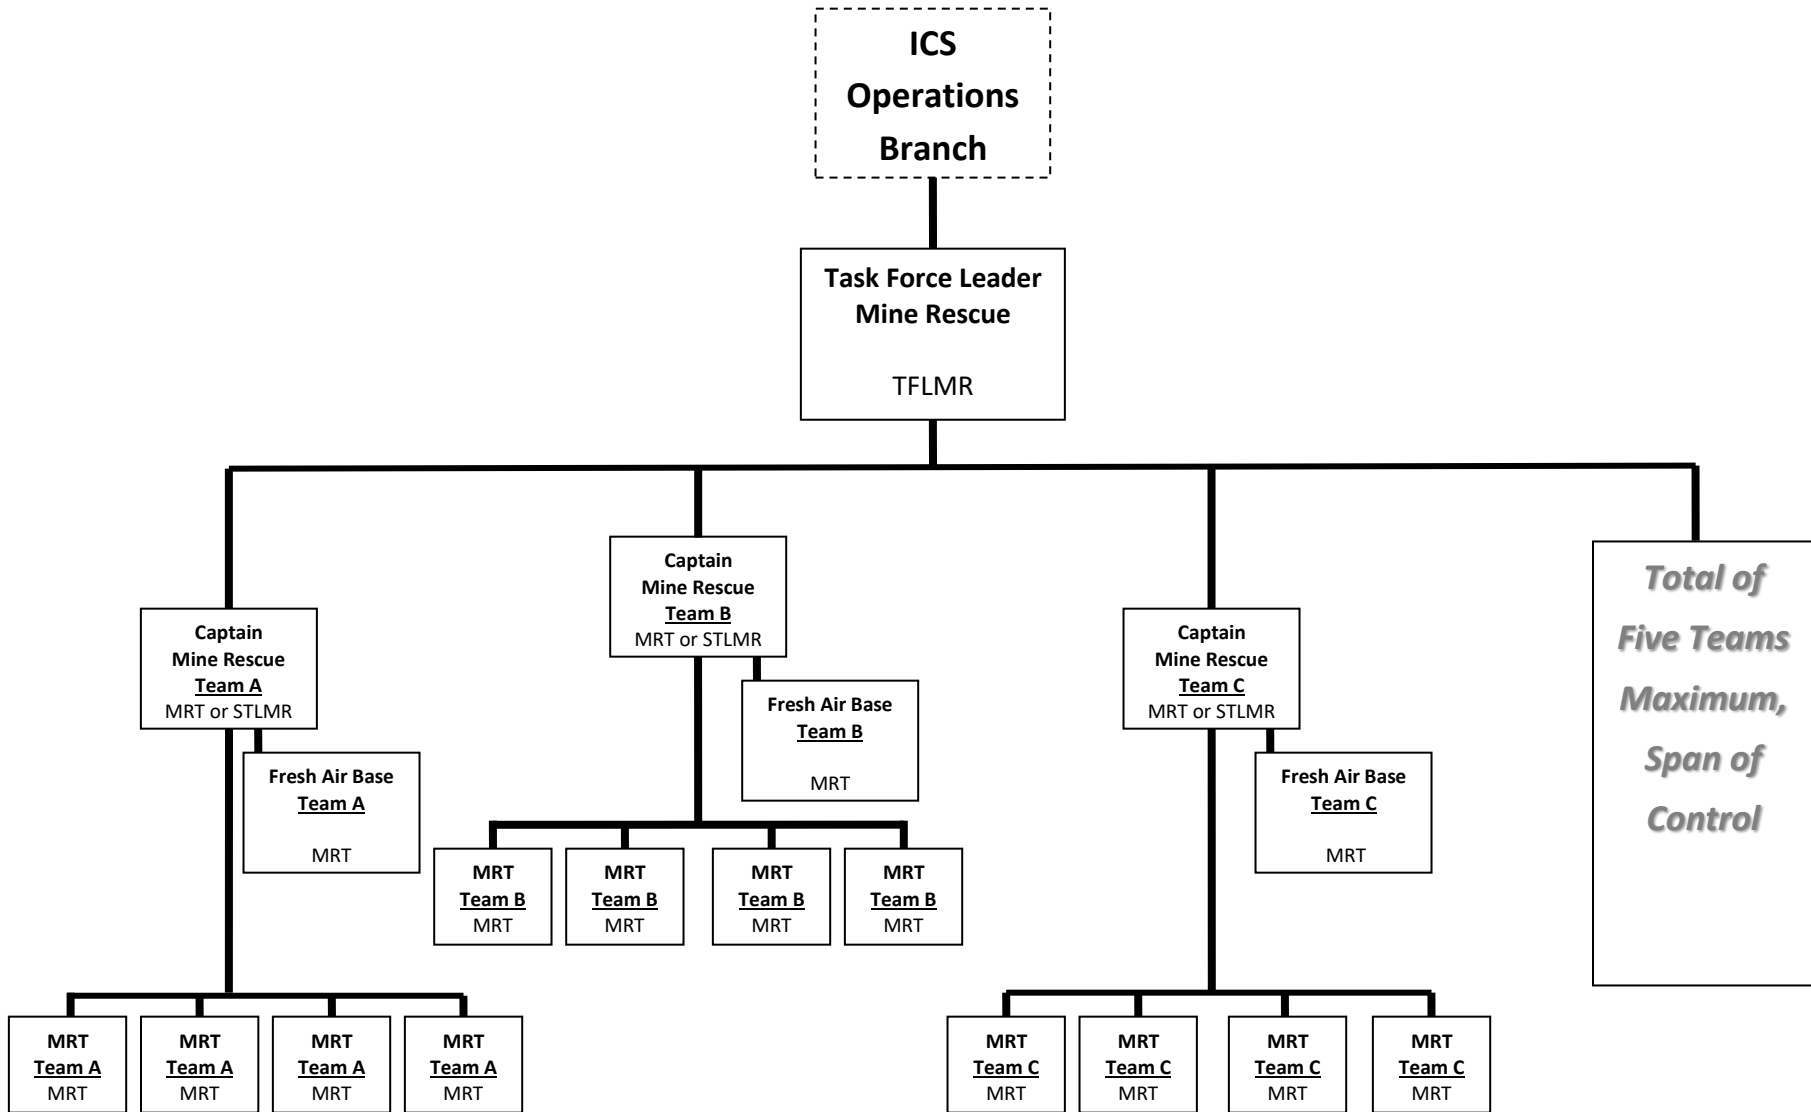 ICS
Operations
Branch
Task Force Leader
Mine Rescue
TFLMR
Captain
Mine Rescue
Team A
MRT or STLMR
Fresh Air Base
Team A
MRT
MRT
Team A
MRT
MRT
Team A
MRT
MRT
Team A
MRT
MRT
Team A
MRT
Captain
Mine Rescue
Team B
MRT or STLMR
Fresh Air Base
Team B
MRT
MRT
Team B
MRT
MRT
Team B
MRT
MRT
Team B
MRT
MRT
Team B
MRT
Captain
Mine Rescue
Team C
MRT or STLMR
Fresh Air Base
Team C
MRT
MRT
Team C
MRT
MRT
Team C
MRT
MRT
Team C
MRT
MRT
Team C
MRT
Total of
Five Teams
Maximum,
Span of
Control